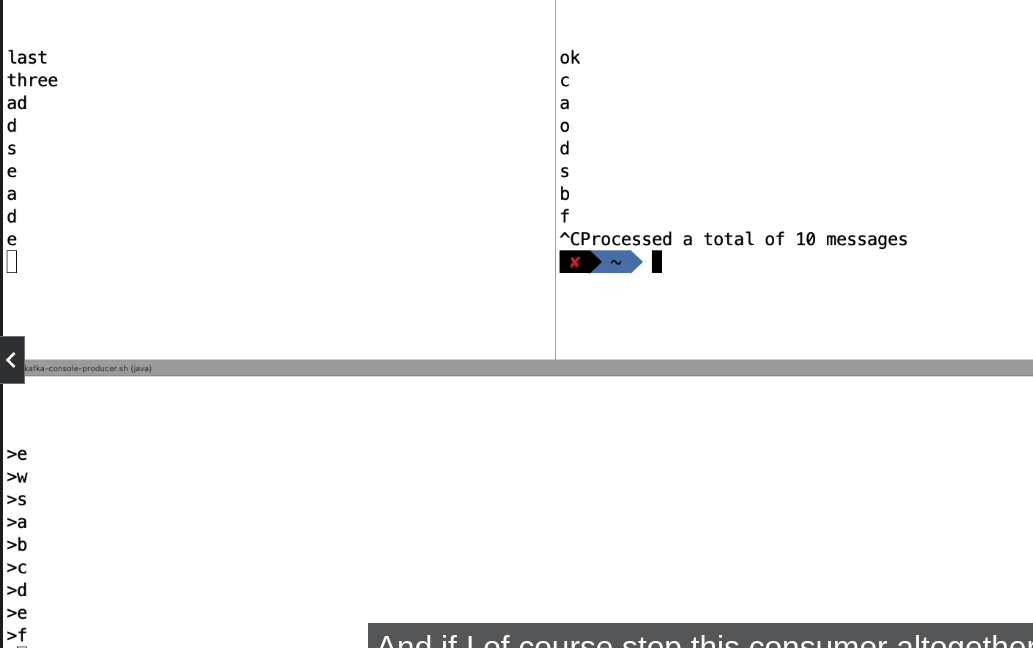 last
three
ad
d
s
e
a
d
e
ok
c
a
o
d
s
b
f
^CProcessed a total of 10 messages
✘ ~
kafka-console-producer.sh (java)
>e
>w
>s
>a
>b
>c
>d
>e
>f
And if I of course stop this consumer altogether